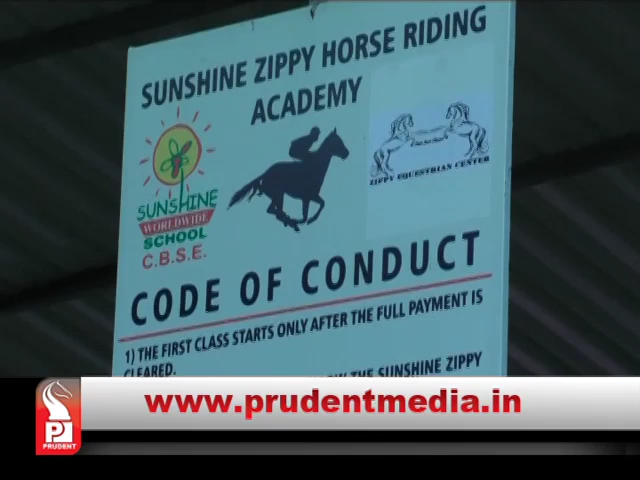 SUNSHINE ZIPPY HORSE RIDING
ACADEMY
SUNSHINE
WORLDWIDE
SCHOOL
C.B.S.E.
ZIPPY EQUESTRIAN CENTER
CODE OF CONDUCT
1) THE FIRST CLASS STARTS ONLY AFTER THE FULL PAYMENT IS
CLEARED.
THE SUNSHINE ZIPPY
www.prudentmedia.in
P
PRUDENT